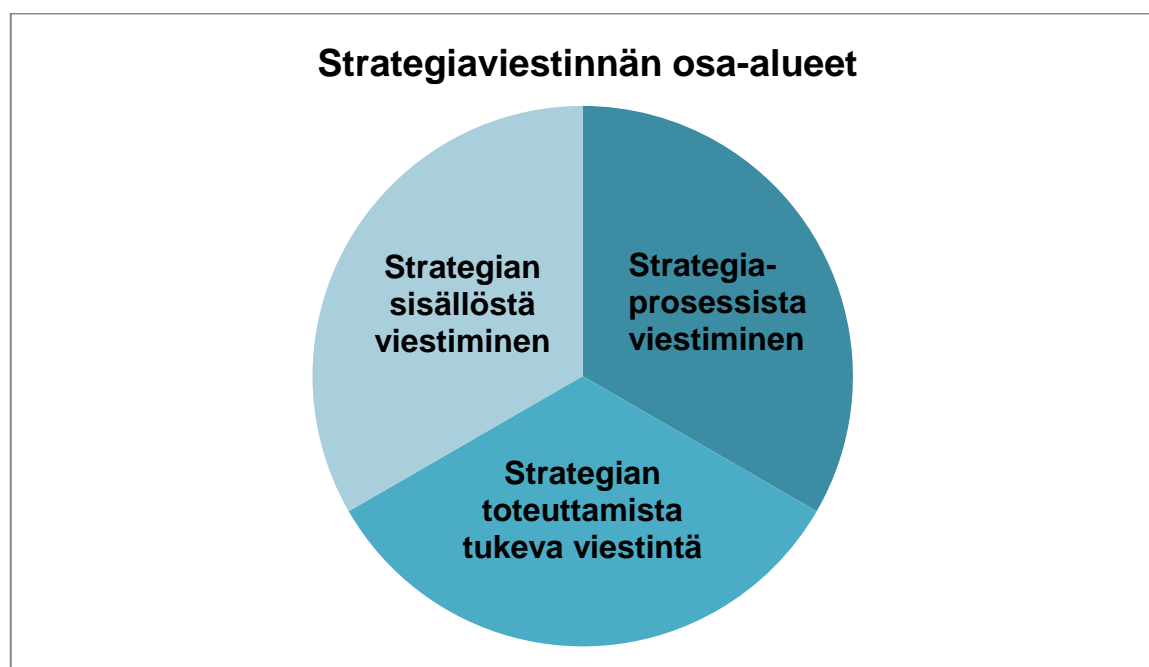 Strategiaviestinnän osa-alueet
Strategian
sisällöstä
viestiminen
Strategia-
prosessista
viestiminen
Strategian
toteuttamista
tukeva viestintä